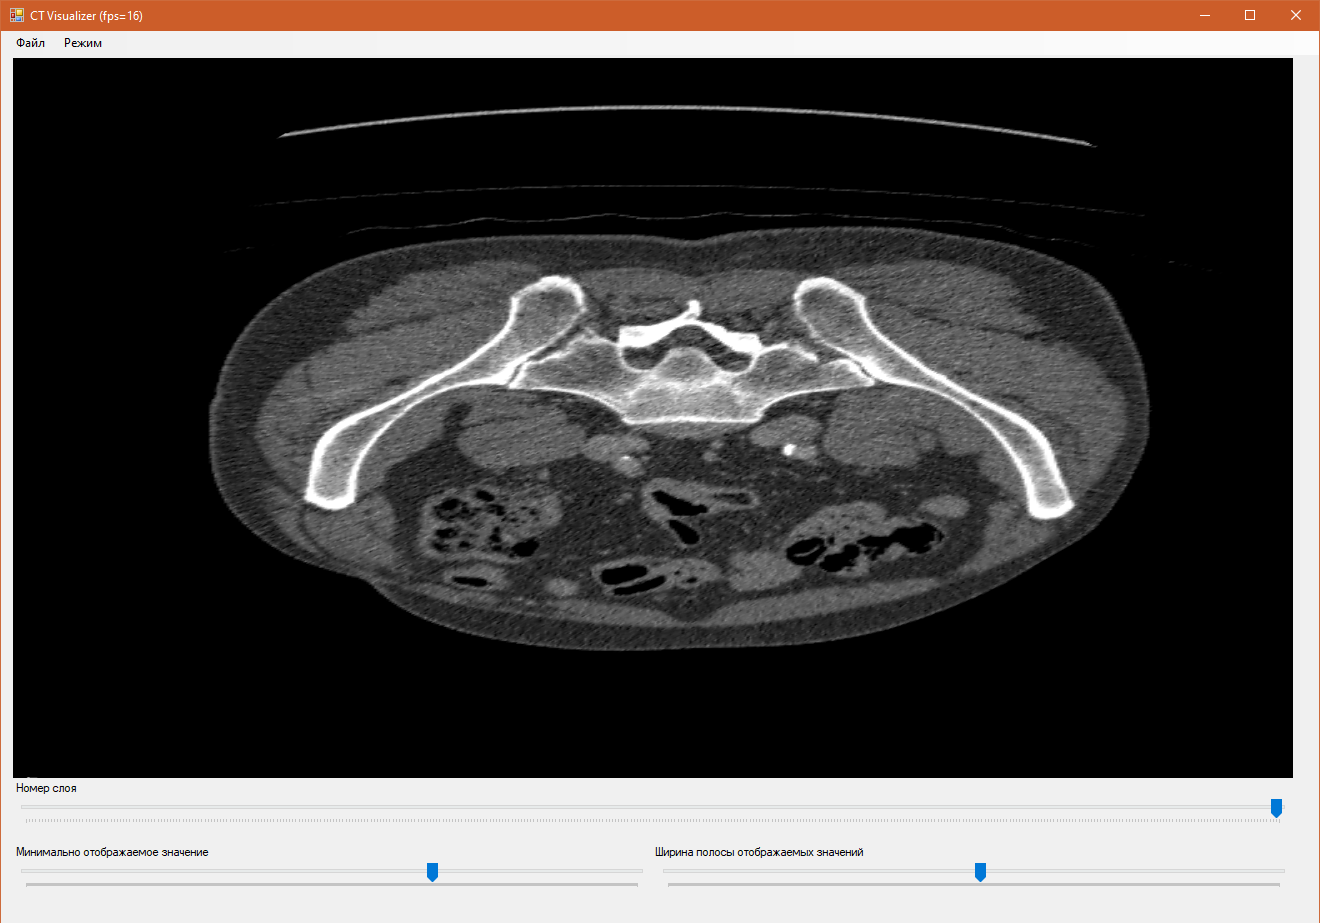 CT Visualizer (fps=16)
Файл Режим
Номер слоя
Минимально отображаемое значение
Ширина полосы отображаемых значений